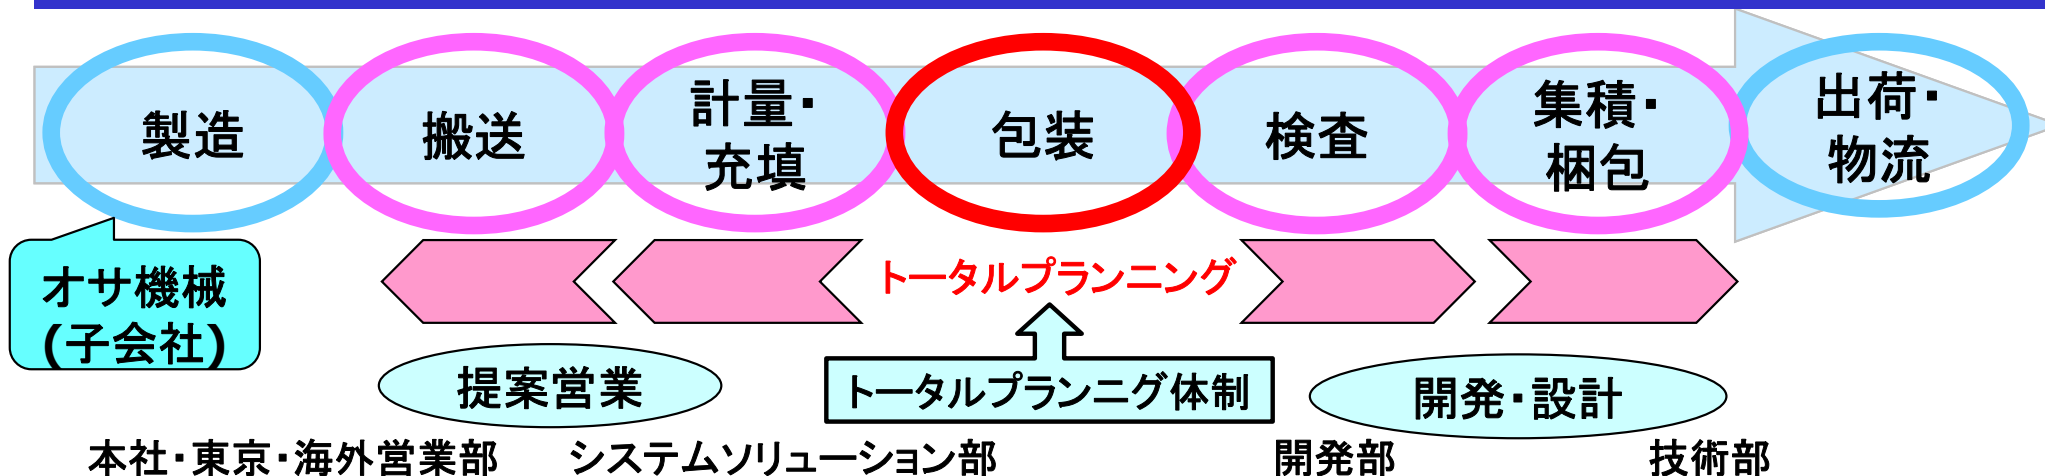 製造
搬送
計量・
充填
包装
検査
集積・
梱包
出荷・
物流
オサ機械
(子会社)
トータルプランニング
提案営業
トータルプランニング体制
開発・設計
本社・東京・海外営業部
システムソリューション部
開発部
技術部